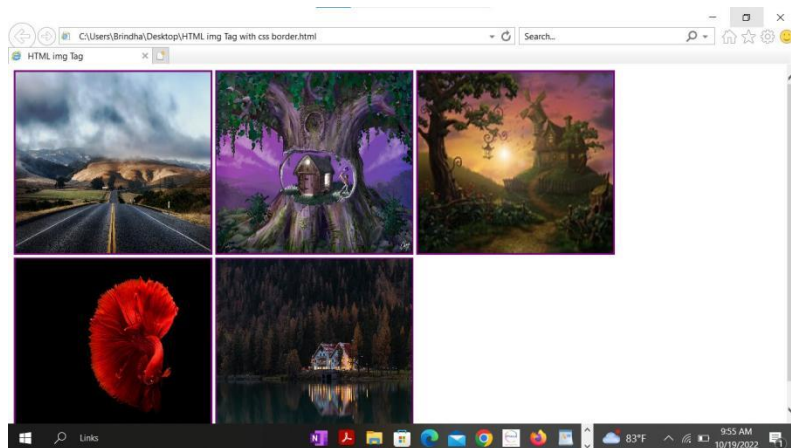 C:\Users\Brindha\Desktop\HTML img Tag with css border.html
Search...
HTML img Tag
Links
83°F
9:55 AM
10/19/2022